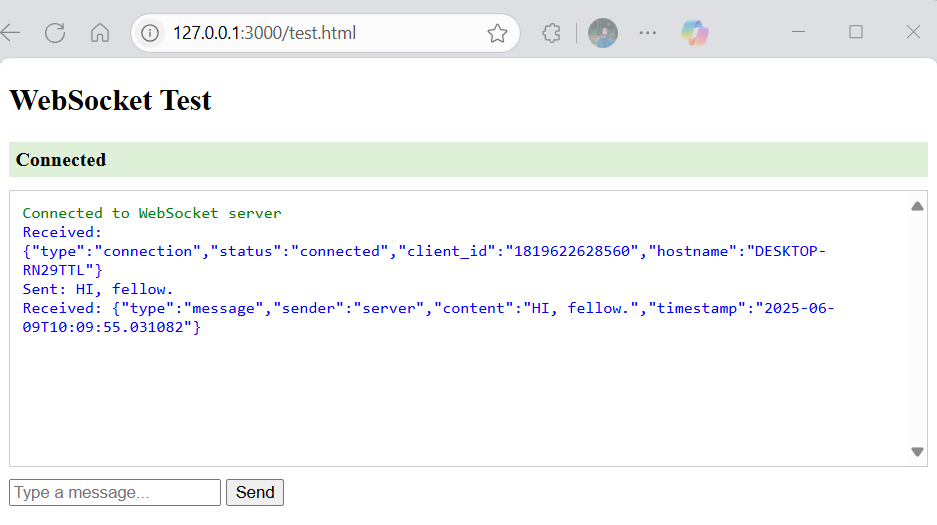 127.0.0.1:3000/test.html
WebSocket Test
Connected
Connected to WebSocket server
Received:
{"type":"connection","status":"connected","client_id":"1819622628560","hostname":"DESKTOP-
RN29TTL"}
Sent: HI, fellow.
Received: {"type":"message","sender":"server","content":"HI, fellow.","timestamp":"2025-06-
09T10:09:55.031082"}
Type a message...
Send